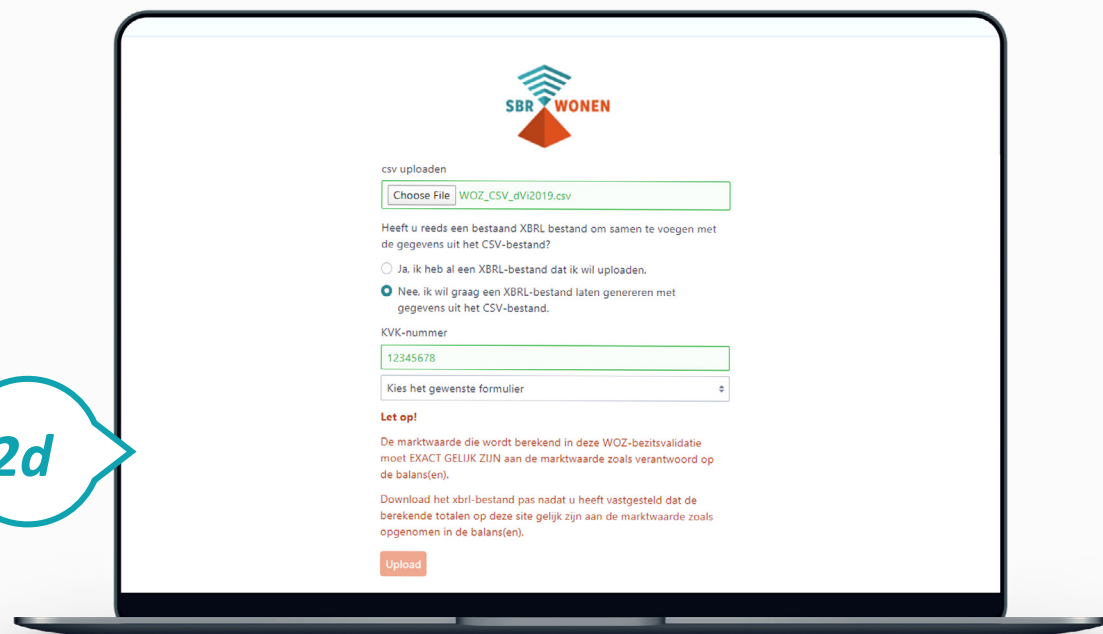 SBR WONEN
csv uploaden
Choose File WOZ_CSV_dVi2019.csv
Heeft u reeds een bestaand XBRL bestand om samen te voegen met
de gegevens uit het CSV-bestand?
Ja, ik heb al een XBRL-bestand dat ik wil uploaden.
Nee, ik wil graag een XBRL-bestand laten genereren met
gegevens uit het CSV-bestand.
KVK-nummer
12345678
Kies het gewenste formulier
Let op!
2d
De marktwaarde die wordt berekend in deze WOZ-bezitsvalidatie
moet EXACT GELIJK ZIJN aan de marktwaarde zoals verantwoord op
de balans(en).
Download het xbrl-bestand pas nadat u heeft vastgesteld dat de
berekende totalen op deze site gelijk zijn aan de marktwaarde zoals
opgenomen in de balans(en).
Upload